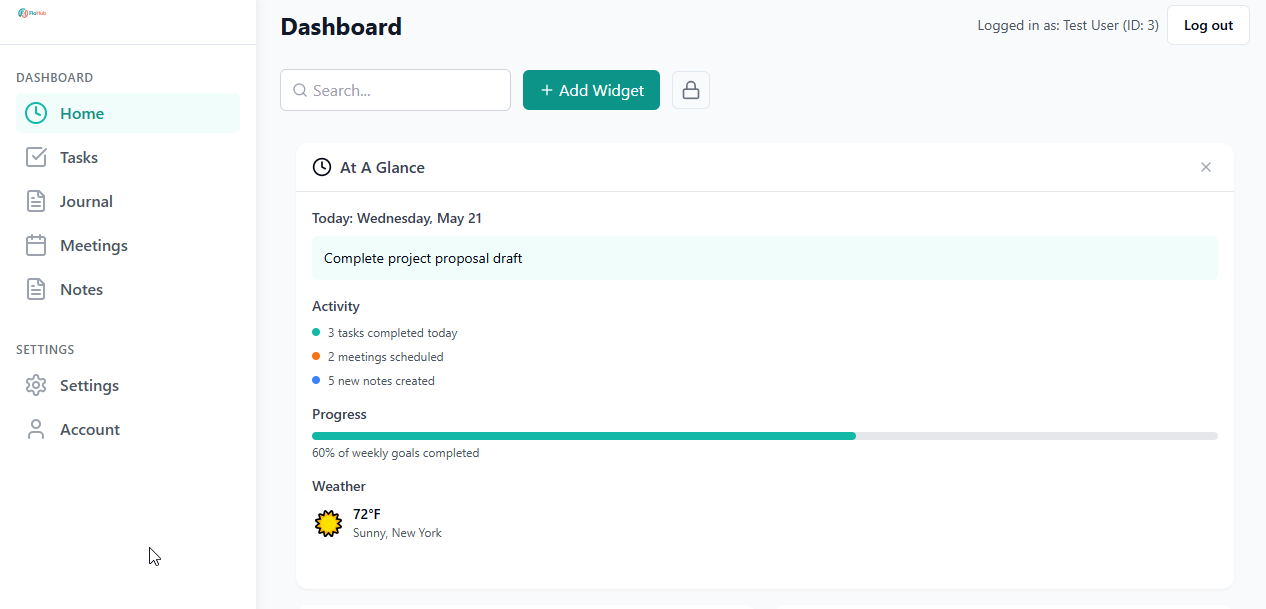 FloHub
Dashboard
Logged in as: Test User (ID: 3)
Log out
DASHBOARD
Home
Tasks
Journal
Meetings
Notes
SETTINGS
Settings
Account
Search...
+ Add Widget
At A Glance
Today: Wednesday, May 21
Complete project proposal draft
Activity
3 tasks completed today
2 meetings scheduled
5 new notes created
Progress
60% of weekly goals completed
Weather
72°F
Sunny, New York